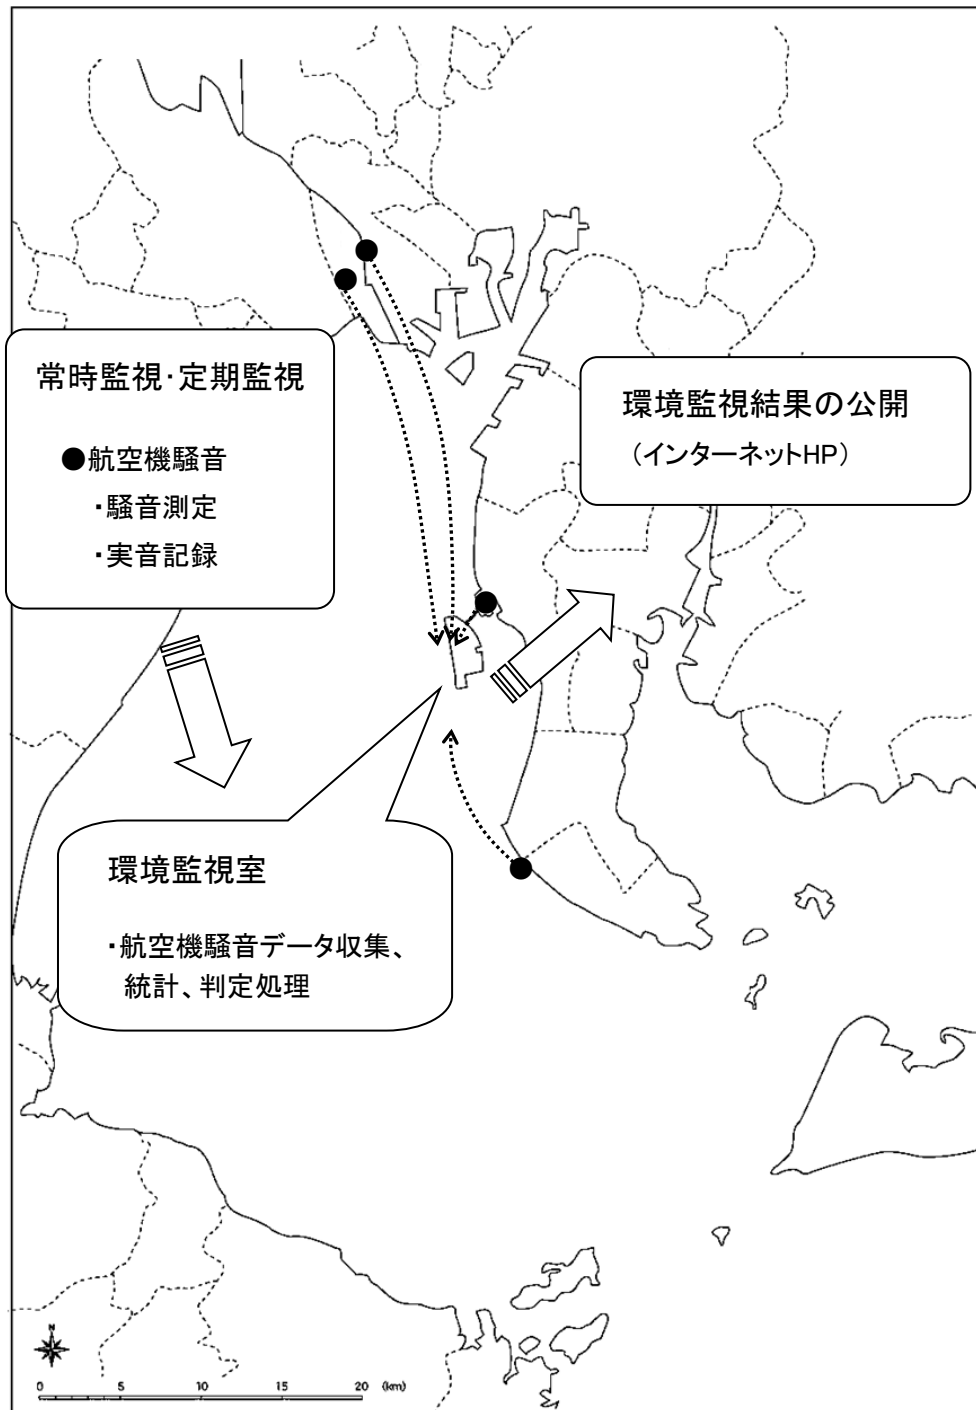 常時監視・定期監視
●航空機騒音
・騒音測定
・実音記録
環境監視結果の公開
（インターネットHP）
環境監視室
・航空機騒音データ収集、
統計、判定処理
N
0 5 10 15 20 (km)